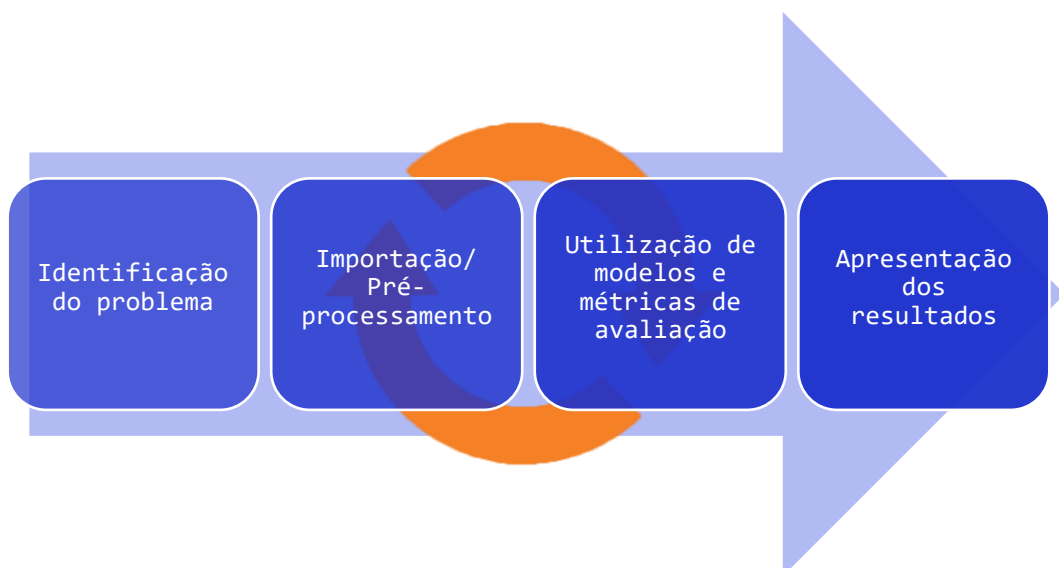 Identificação
do problema
Importação/
Pré-
processamento
Utilização de
modelos e
métricas de
avaliação
Apresentação
dos
resultados